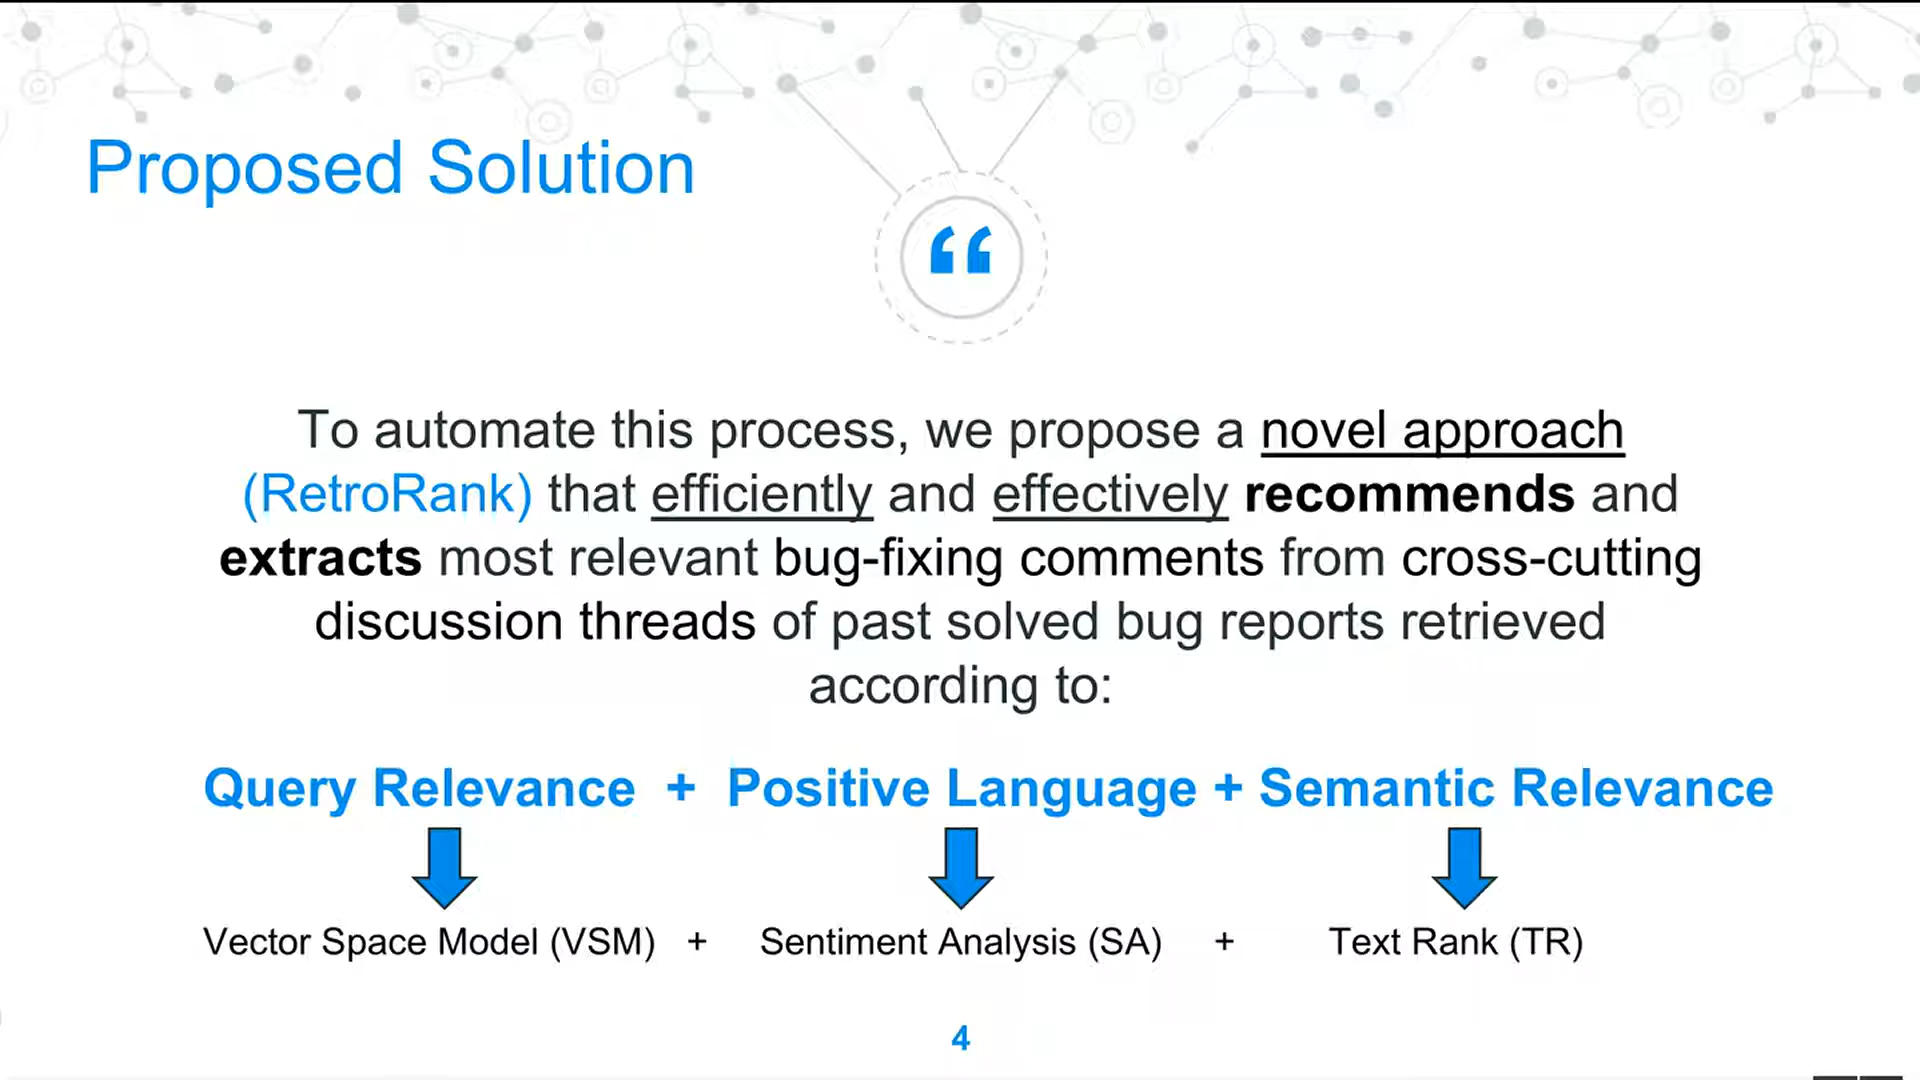 Proposed Solution
“
To automate this process, we propose a novel approach
(RetroRank) that efficiently and effectively recommends and
extracts most relevant bug-fixing comments from cross-cutting
discussion threads of past solved bug reports retrieved
according to:
Query Relevance + Positive Language + Semantic Relevance
Vector Space Model (VSM) + Sentiment Analysis (SA) + Text Rank (TR)
4